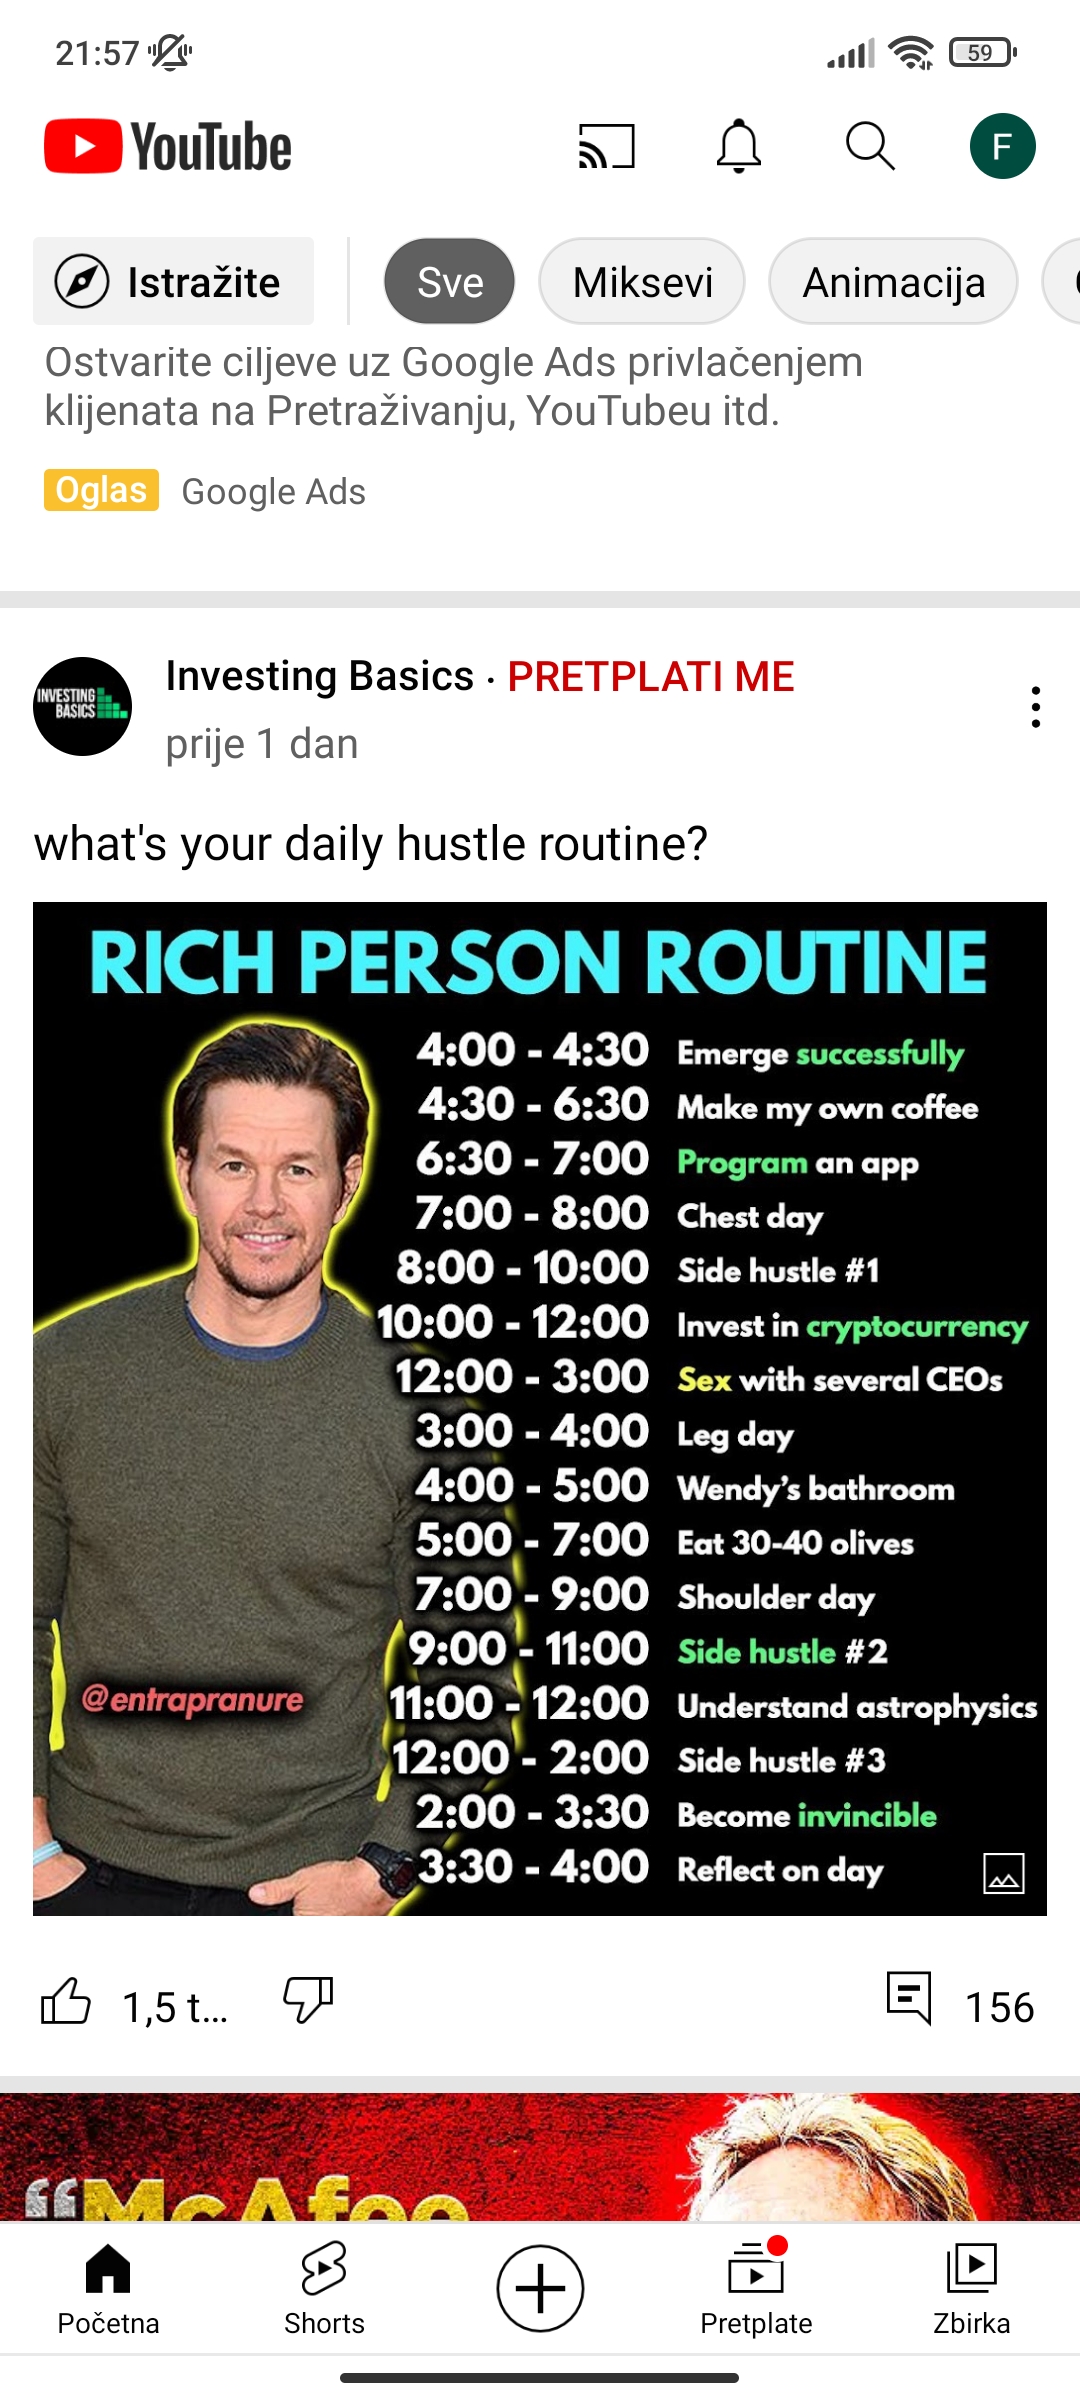 21:57
59
YouTube
F
Istražite
Sve
Miksevi
Animacija
Ostvarite ciljeve uz Google Ads privlačenjem
klijenata na Pretraživanju, YouTubeu itd.
Oglas Google Ads
INVESTING
BASICS
Investing Basics · PRETPLATI ME
prije 1 dan
what's your daily hustle routine?
RICH PERSON ROUTINE
4:00 - 4:30 Emerge successfully
4:30 - 6:30 Make my own coffee
6:30 - 7:00 Program an app
7:00 - 8:00 Chest day
8:00 - 10:00 Side hustle #1
10:00 - 12:00 Invest in cryptocurrency
12:00 - 3:00 Sex with several CEOs
3:00 - 4:00 Leg day
4:00 - 5:00 Wendy's bathroom
5:00 - 7:00 Eat 30-40 olives
7:00 - 9:00 Shoulder day
9:00 - 11:00 Side hustle #2
@entrapranure
11:00 - 12:00 Understand astrophysics
12:00 - 2:00 Side hustle #3
2:00 - 3:30 Become invincible
3:30 - 4:00 Reflect on day
1,5 t...
156
“McAfee
Početna
Shorts
Pretplate
Zbirka